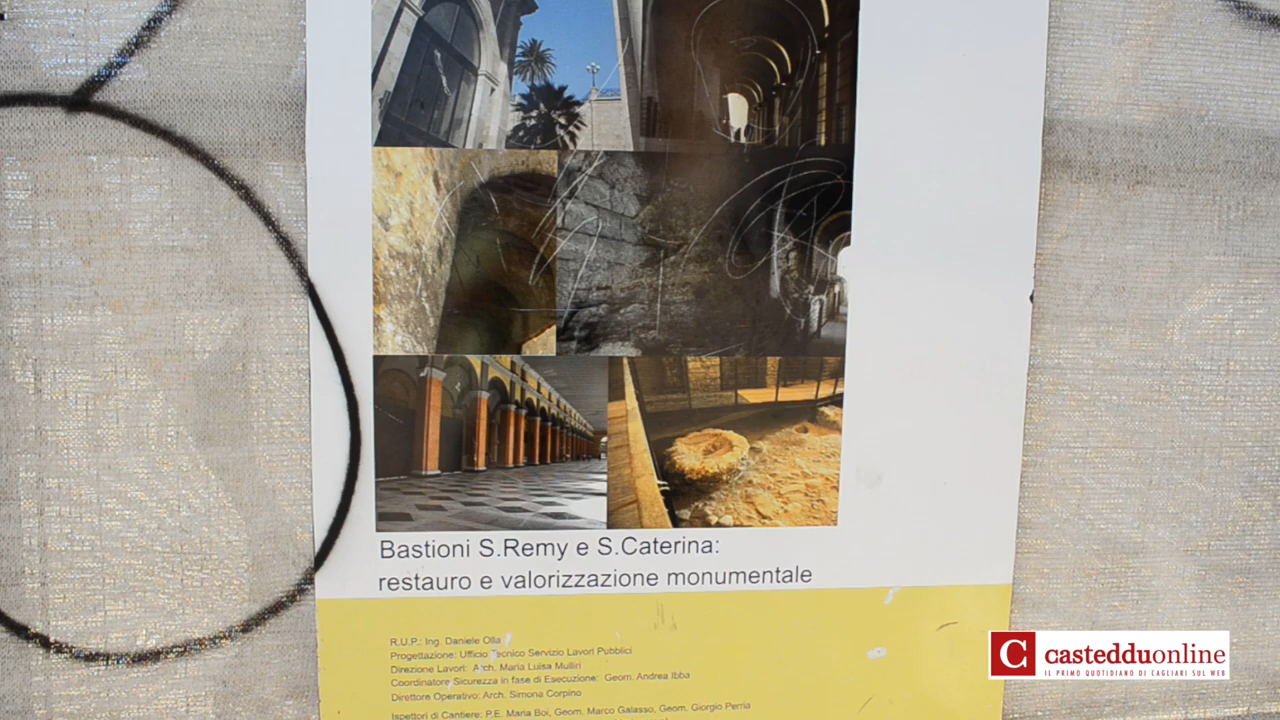 Bastioni S.Remy e S.Caterina:
restauro e valorizzazione monumentale
R.U.P.: Ing. Daniele Olla
Progettazione: Ufficio Tecnico Servizio Lavori Pubblici
Direzione Lavori: Arch. Maria Luisa Mulliri
Coordinatore Sicurezza in fase di Esecuzione: Geom. Andrea Ibba
Direttore Operativo: Arch. Simona Corpino
Ispettori di Cantiere: P.E. Maria Boi, Geom. Marco Galasso, Geom. Giorgio Perria
C castedduonline
IL PRIMO QUOTIDIANO DI CAGLIARI SUL WEB